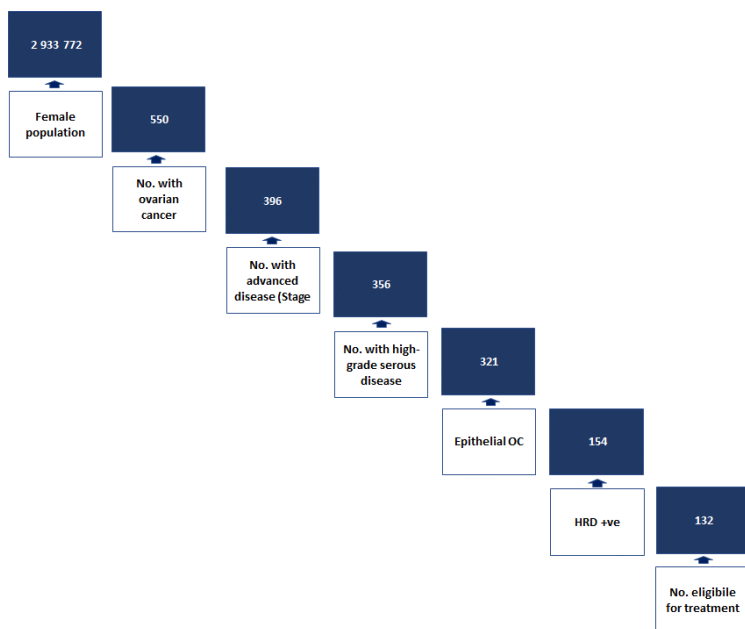 2 933 772
Female
population
550
No. with
ovarian
cancer
396
No. with
advanced
disease (Stage
356
No. with high-
grade serous
disease
321
Epithelial OC
154
HRD +ve
132
No. eligibile
for treatment